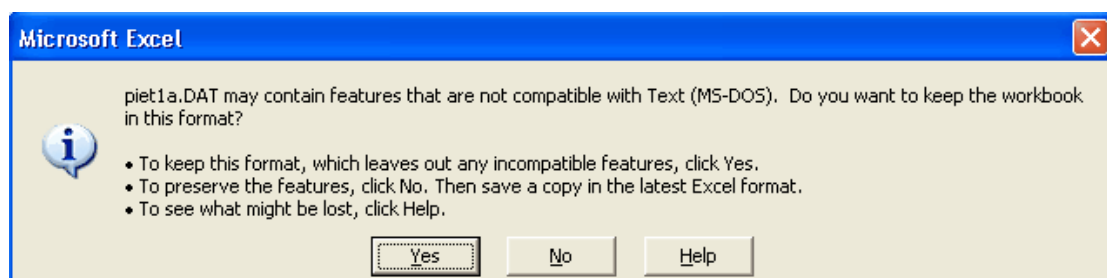 Microsoft Excel
piet1a.DAT may contain features that are not compatible with Text (MS-DOS).  Do you want to keep the workbook
in this format?
• To keep this format, which leaves out any incompatible features, click Yes.
• To preserve the features, click No. Then save a copy in the latest Excel format.
• To see what might be lost, click Help.
Yes No Help